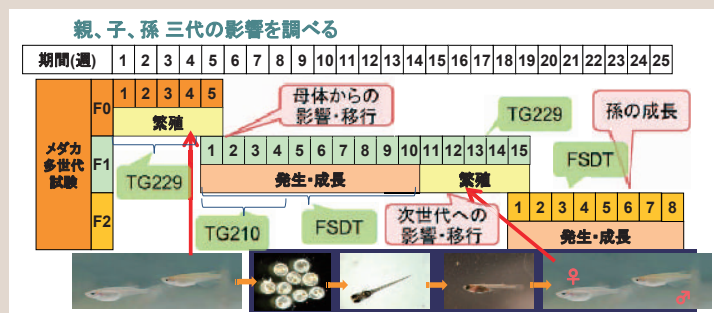 親、子、孫 三代の影響を調べる
期間(週) 1 2 3 4 5 6 7 8 9 10 11 12 13 14 15 16 17 18 19 20 21 22 23 24 25
メダカ
多世代
試験
F0
1 2 3 4 5
繁殖
母体からの
影響・移行
TG229
孫の成長
F1
1 2 3 4 5 6 7 8 9 10 11 12 13 14 15
TG229
発生・成長
繁殖
FSDT
F2
TG210
FSDT
次世代への
影響・移行
1 2 3 4 5 6 7 8
発生・成長
♀
♂